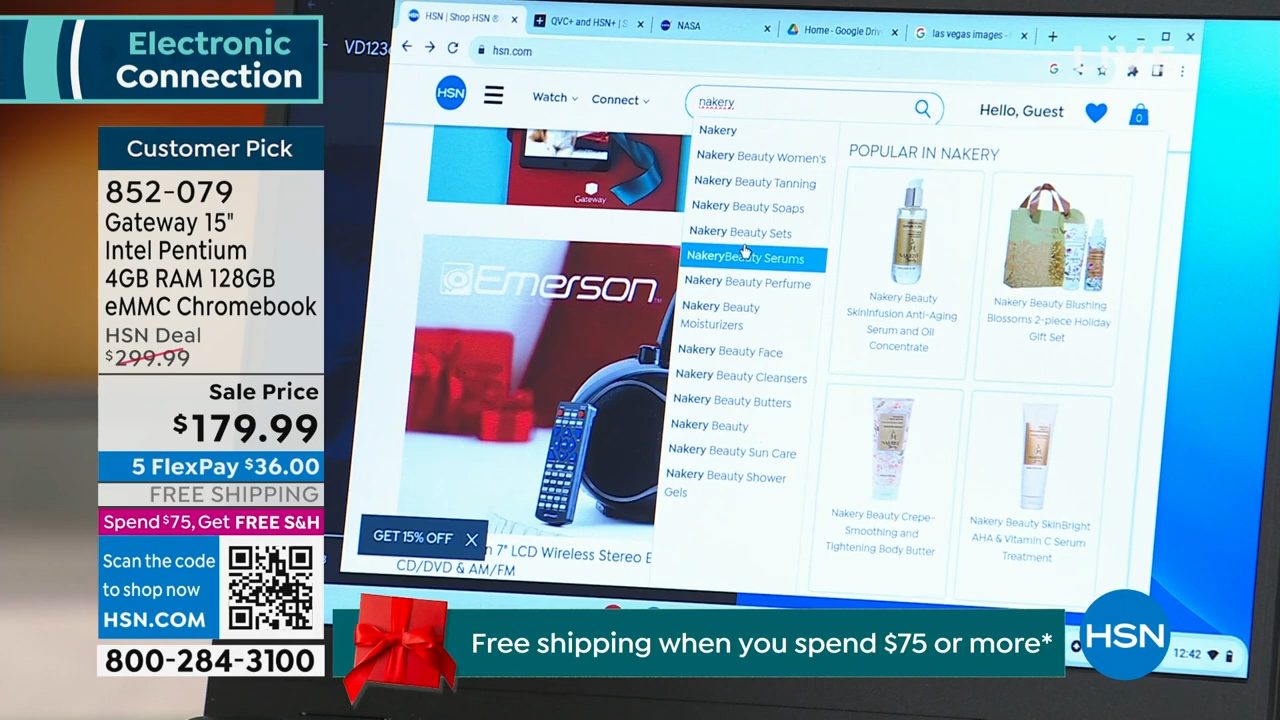 Electronic
Connection
Customer Pick
852-079
Gateway 15"
Intel Pentium
4GB RAM 128GB
eMMC Chromebook
HSN Deal
$299.99
Sale Price
$179.99
5 FlexPay $36.00
FREE SHIPPING
Spend $75, Get FREE S&H
Scan the code
to shop now
HSN.COM
800-284-3100
HSN | Shop HSN ®
QVC+ and HSN+ | S
NASA
Home - Google Driv
las vegas images -
VD123
hsn.com
LIVE
HSN
Watch
Connect
nakery
Hello, Guest
0
Gateway
Emerson
GET 15% OFF
n 7" LCD Wireless Stereo
CD/DVD & AM/FM
Nakery
Nakery Beauty Women's
Nakery Beauty Tanning
Nakery Beauty Soaps
Nakery Beauty Sets
NakeryBeauty Serums
Nakery Beauty Perfume
Nakery Beauty
Moisturizers
Nakery Beauty Face
Nakery Beauty Cleansers
Nakery Beauty Butters
Nakery Beauty
Nakery Beauty Sun Care
Nakery Beauty Shower
Gels
POPULAR IN NAKERY
Nakery Beauty
SkinInfusion Anti-Aging
Serum and Oil
Concentrate
Nakery Beauty Blushing
Blossoms 2-piece Holiday
Gift Set
Nakery Beauty Crepe-
Smoothing and
Tightening Body Butter
Nakery Beauty SkinBright
AHA & Vitamin C Serum
Treatment
Free shipping when you spend $75 or more*
HSN
12:42